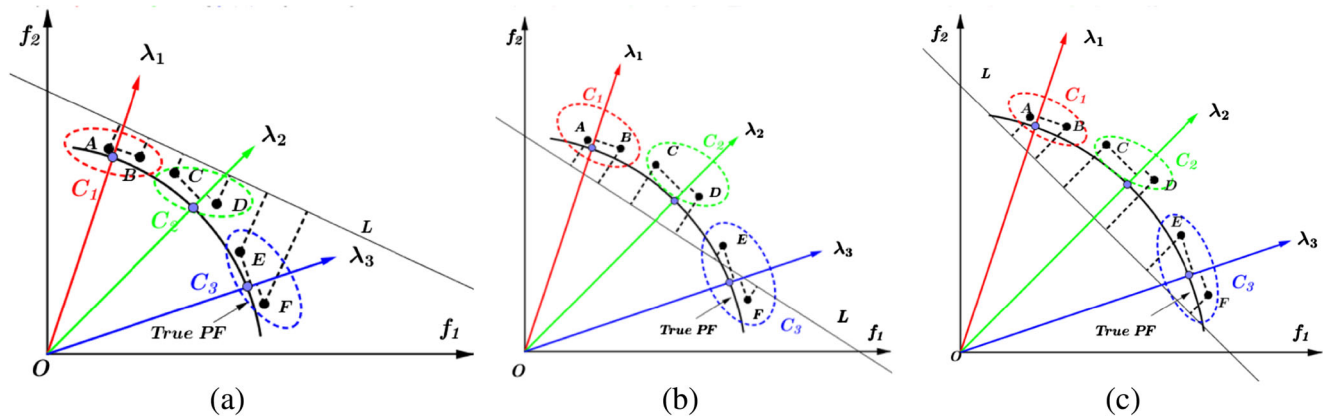 f₂
λ₁
A
B
C₁
λ₂
C
D
C₂
L
E
F
C₃
λ₃
True PF
f₁
O
(a)
f₂
λ₁
C₁
A
B
λ₂
C
C₂
D
E
λ₃
F
C₃
L
True PF
f₁
O
(b)
f₂
λ₁
L
A
C₁
B
λ₂
C
C₂
D
E
λ₃
F
C₃
True PF
f₁
O
(c)